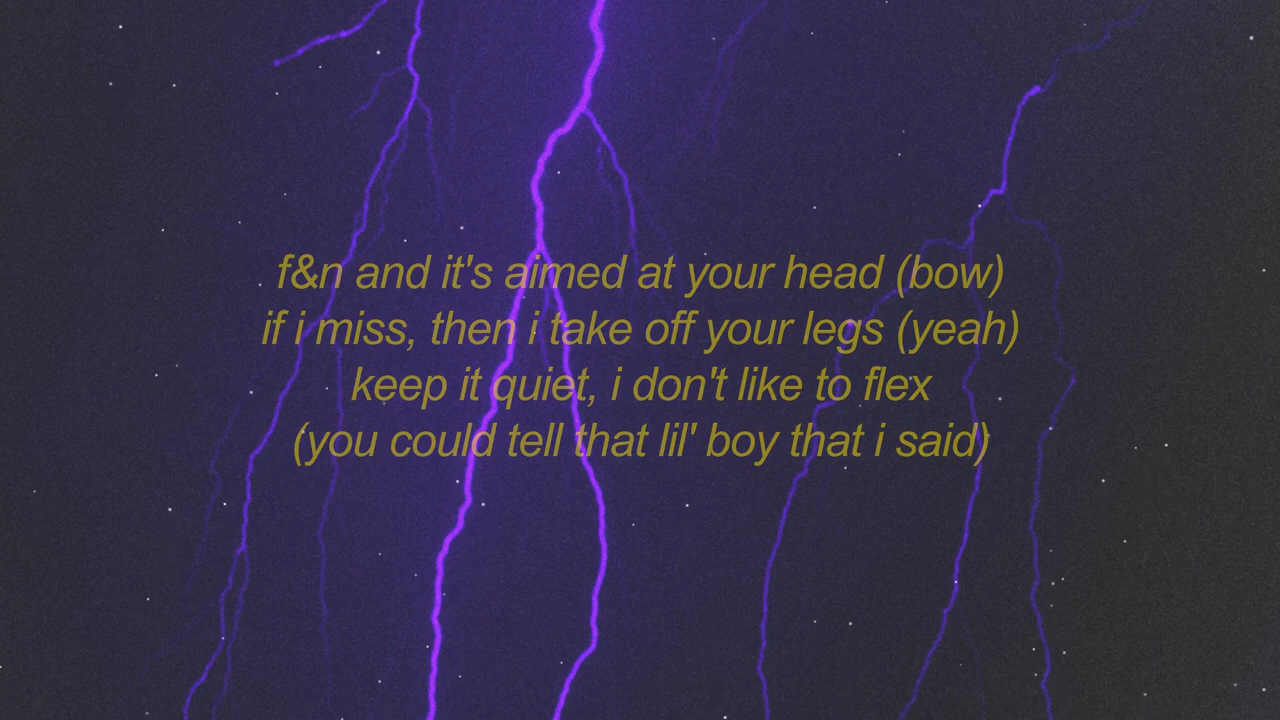 f&n and it's aimed at your head (bow)
if i miss, then i take off your legs (yeah)
keep it quiet, i don't like to flex
(you could tell that lil' boy that i said)